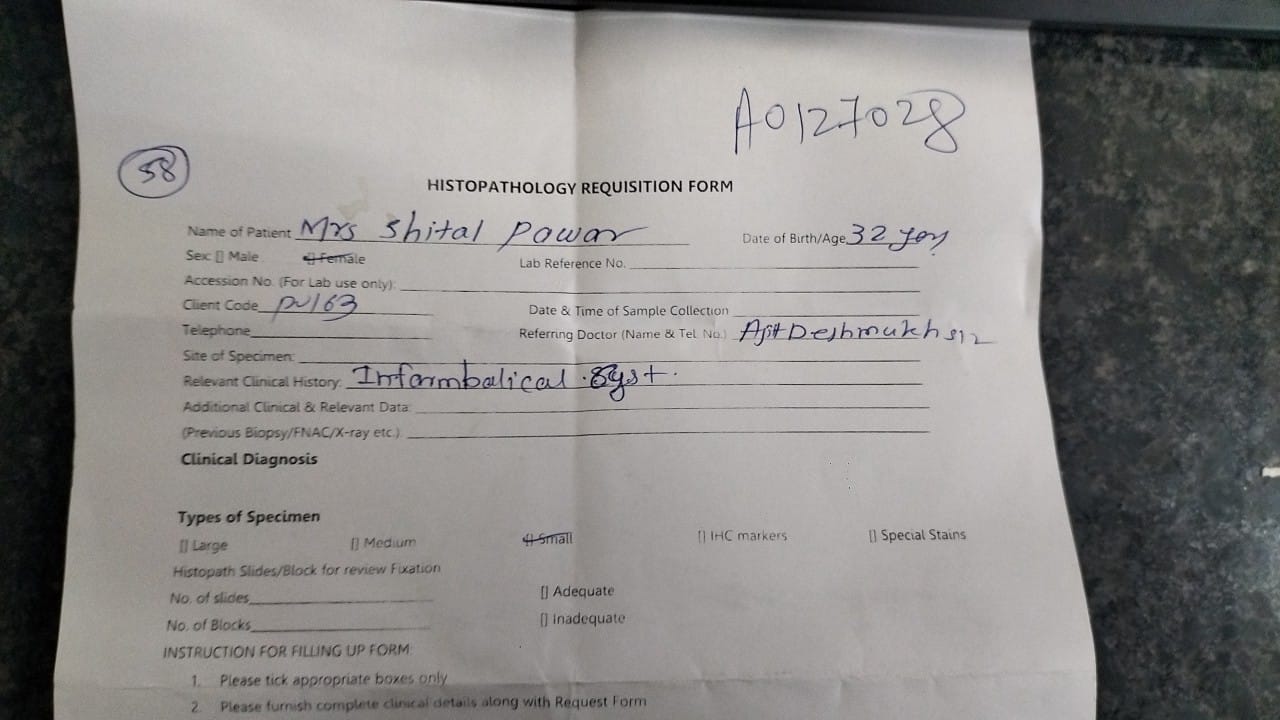 A0127028
58
HISTOPATHOLOGY REQUISITION FORM
Name of Patient Mrs Shital Pawar Date of Birth/Age 32
Sex: [] Male [] Female Lab Reference No.
Accession No. (For Lab use only):
Client Code Date & Time of Sample Collection
Telephone Referring Doctor (Name & Tel. No.) Deshmukh
Site of Specimen:
Relevant Clinical History:
Additional Clinical & Relevant Data:
(Previous Biopsy/FNAC/X-ray etc.)
Clinical Diagnosis
Types of Specimen
[] Large [] Medium [] Small [] IHC markers [] Special Stains
Histopath Slides/Block for review Fixation
No. of slides [] Adequate
No. of Blocks [] Inadequate
INSTRUCTION FOR FILLING UP FORM:
1. Please tick appropriate boxes only
2. Please furnish complete clinical details along with Request Form